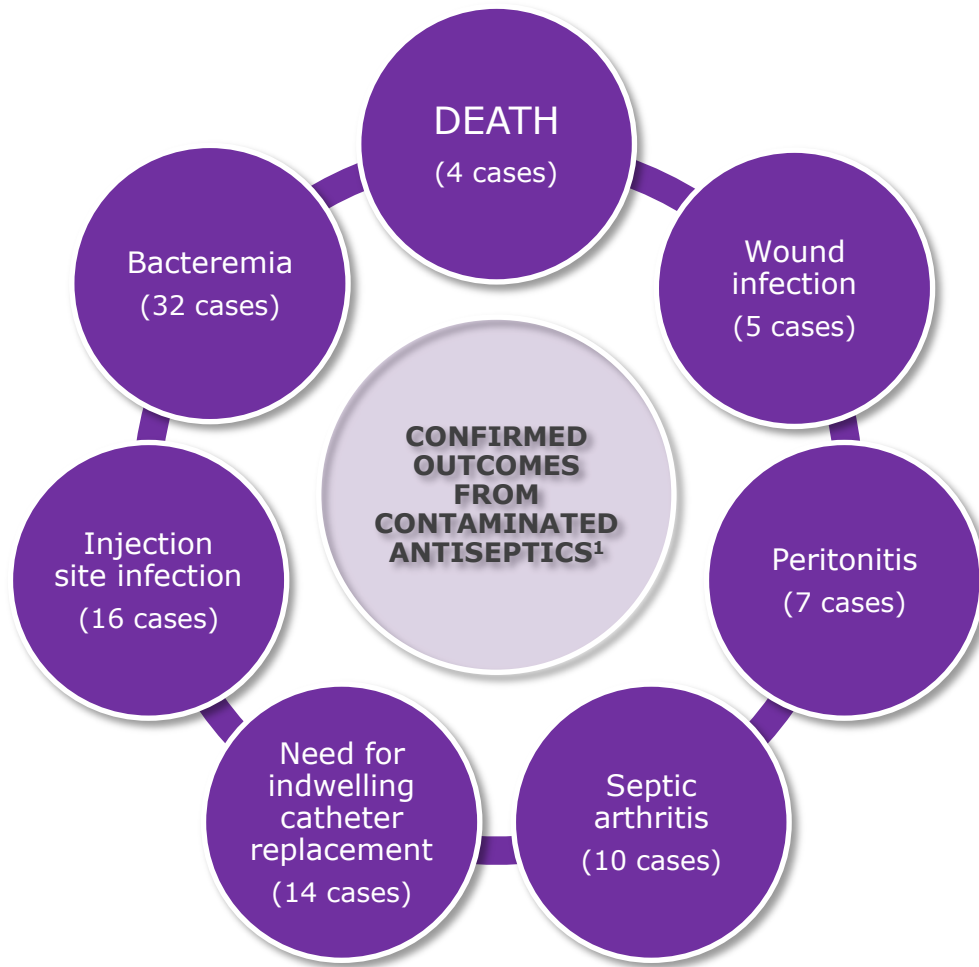 DEATH
(4 cases)
Wound
infection
(5 cases)
Peritonitis
(7 cases)
Septic
arthritis
(10 cases)
Need for
indwelling
catheter
replacement
(14 cases)
Injection
site infection
(16 cases)
Bacteremia
(32 cases)
CONFIRMED
OUTCOMES
FROM
CONTAMINATED
ANTISEPTICS¹